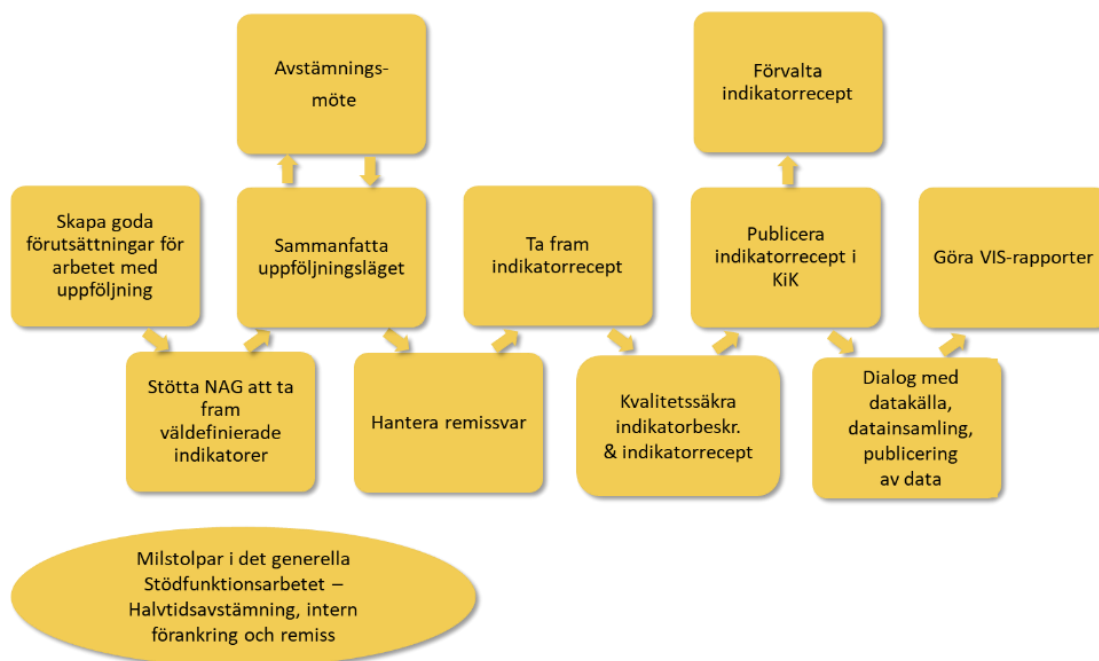 Avstämnings-
möte
Förvalta
indikatorrecept
Skapa goda
förutsättningar för
arbetet med
uppföljning
Sammanfatta
uppföljningsläget
Ta fram
indikatorrecept
Publicera
indikatorrecept i
KiK
Göra VIS-rapporter
Stötta NAG att ta
fram
väldefinierade
indikatorer
Hantera remissvar
Kvalitetssäkra
indikatorbeskr.
& indikatorrecept
Dialog med
datakälla,
datainsamling,
publicering
av data
Milstolpar i det generella
Stödfunktionsarbetet –
Halvtidsavstämning, intern
förankring och remiss